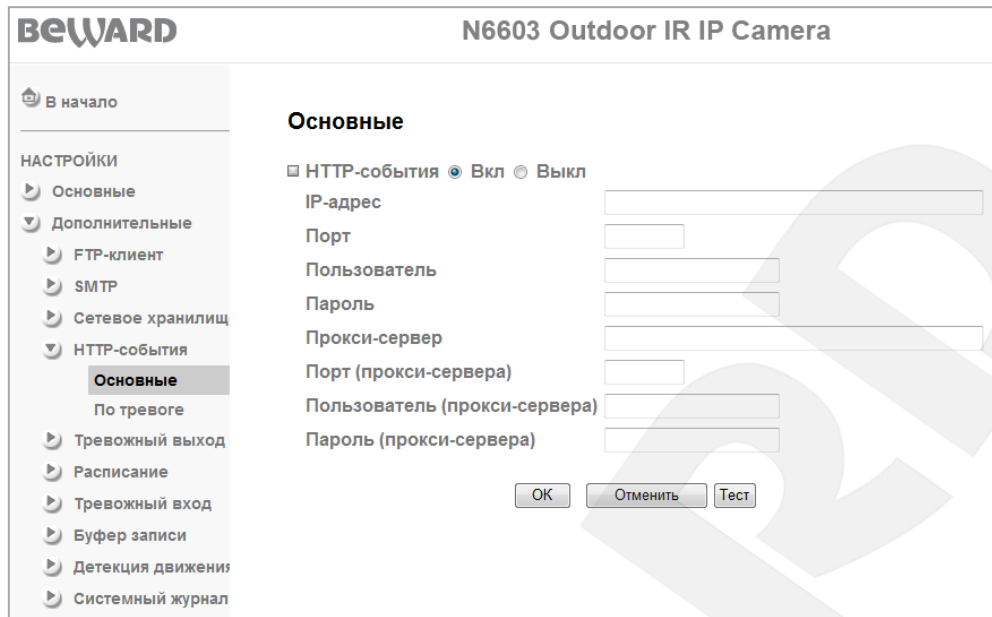 BEWARD
N6603 Outdoor IR IP Camera
В начало
НАСТРОЙКИ
Основные
Дополнительные
FTP-клиент
SMTP
Сетевое хранилищ
HTTP-события
Основные
По тревоге
Тревожный выход
Расписание
Тревожный вход
Буфер записи
Детекция движения
Системный журнал
Основные
HTTP-события Вкл Выкл
IP-адрес
Порт
Пользователь
Пароль
Прокси-сервер
Порт (прокси-сервера)
Пользователь (прокси-сервера)
Пароль (прокси-сервера)
OK Отменить Тест